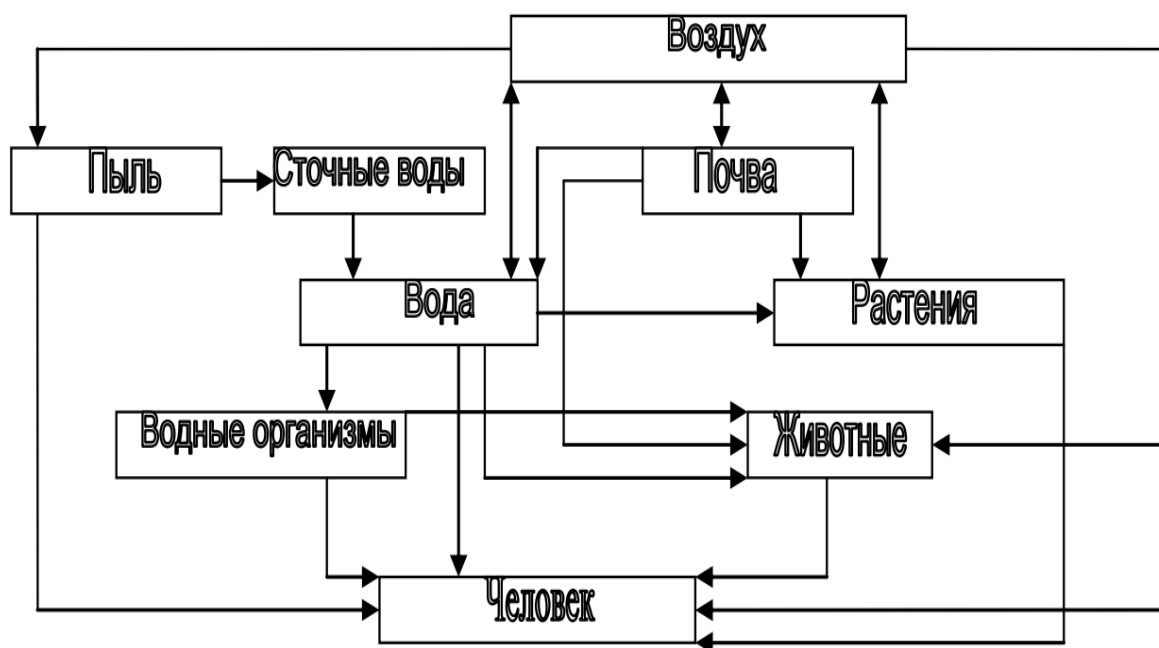 Воздух
Пыль
Сточные воды
Почва
Вода
Растения
Водные организмы
Животные
Человек